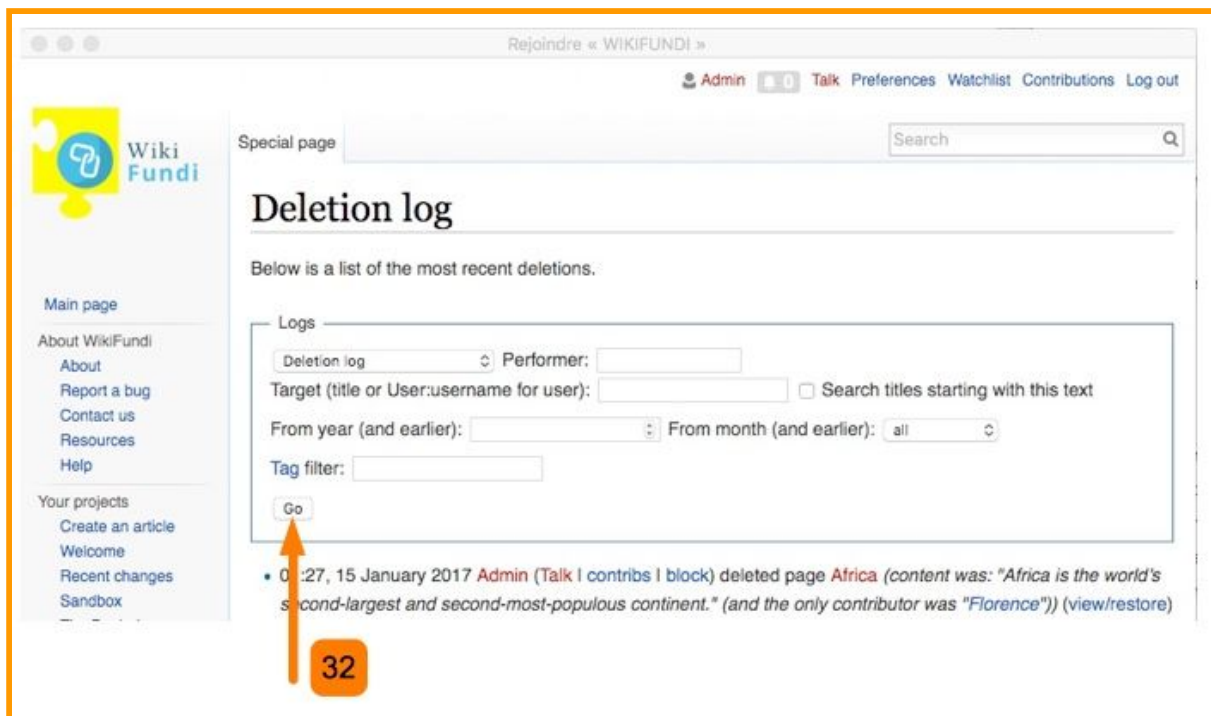 Rejoindre « WIKIFUNDI »
Admin 0 Talk Preferences Watchlist Contributions Log out
Wiki
Fundi
Special page
Search
Deletion log
Below is a list of the most recent deletions.
Main page
About WikiFundi
About
Report a bug
Contact us
Resources
Help
Your projects
Create an article
Welcome
Recent changes
Sandbox
Logs
Deletion log Performer:
Target (title or User:username for user): Search titles starting with this text
From year (and earlier): From month (and earlier): all
Tag filter:
Go
• :27, 15 January 2017 Admin (Talk | contribs | block) deleted page Africa (content was: "Africa is the world's
second-largest and second-most-populous continent." (and the only contributor was "Florence")) (view/restore)
32